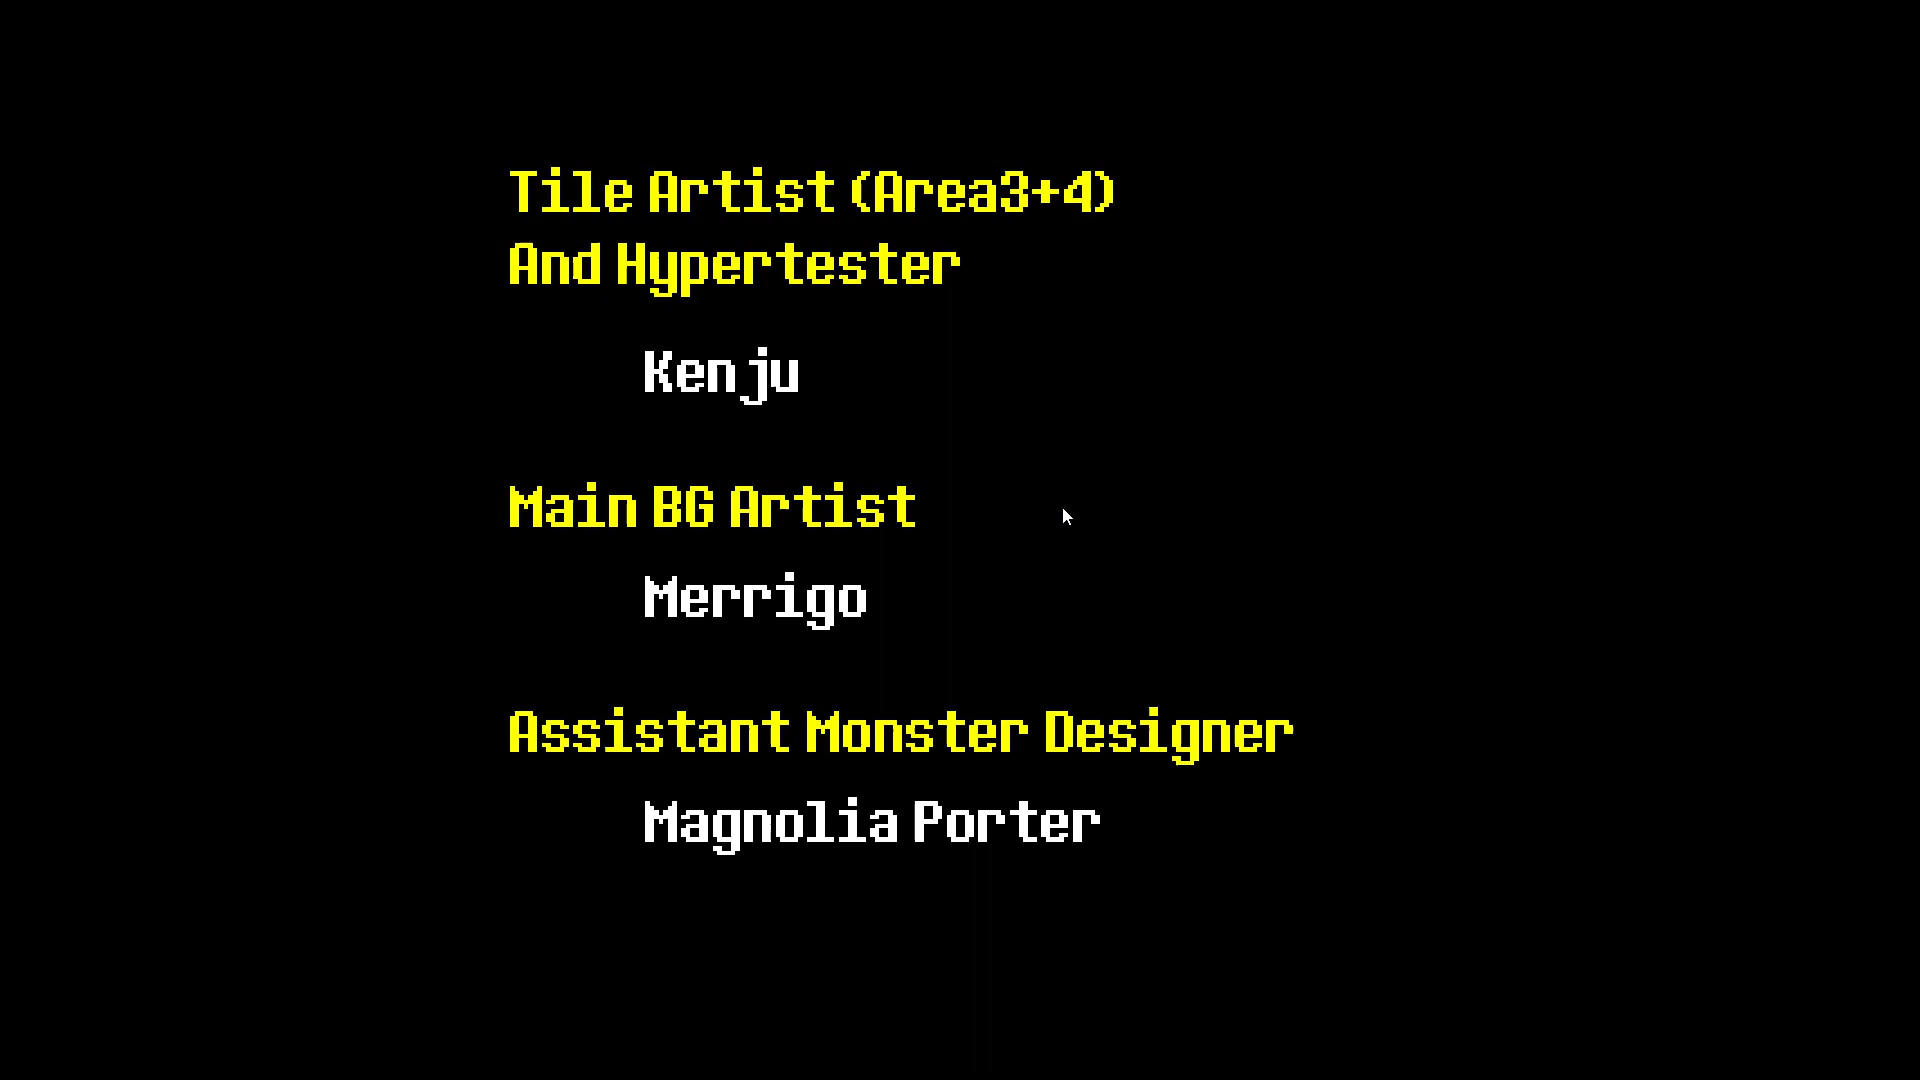 Tile Artist (Area3+4)
And Hypertester
Kenju
Main BG Artist
Merrigo
Assistant Monster Designer
Magnolia Porter